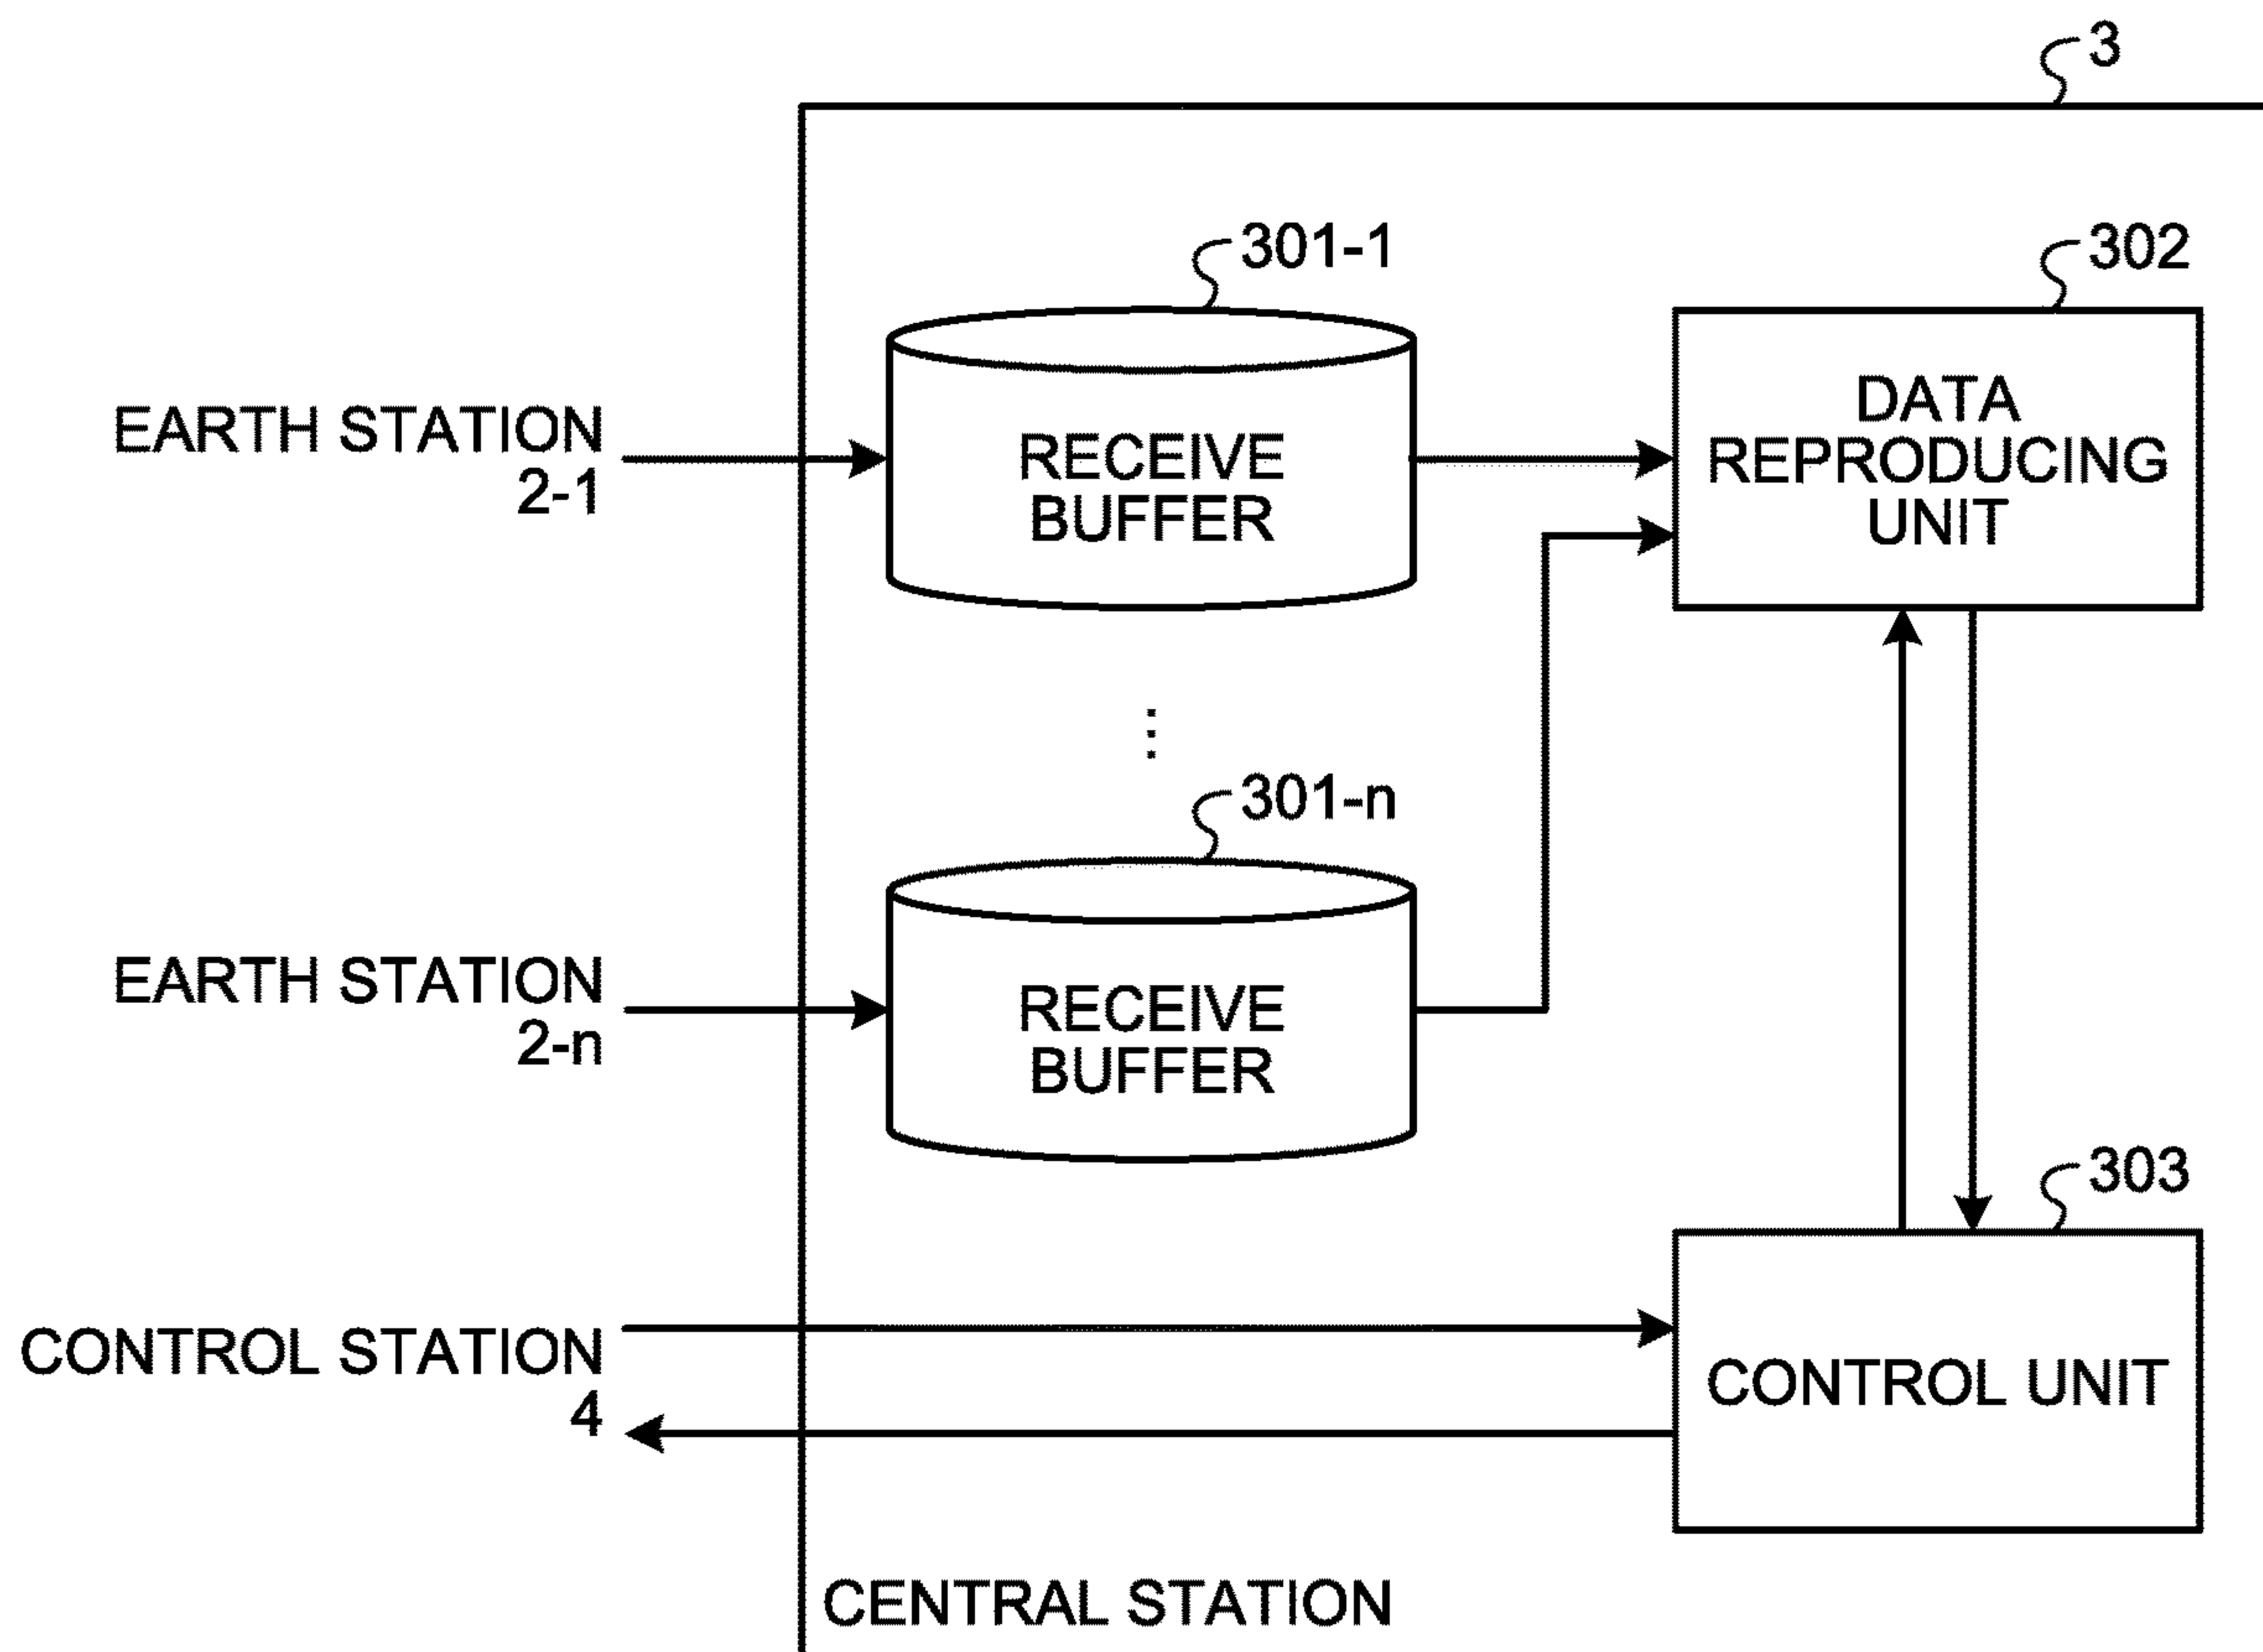 3
301-1
302
EARTH STATION
2-1
RECEIVE
BUFFER
DATA
REPRODUCING
UNIT
301-n
EARTH STATION
2-n
RECEIVE
BUFFER
303
CONTROL STATION
4
CONTROL UNIT
CENTRAL STATION